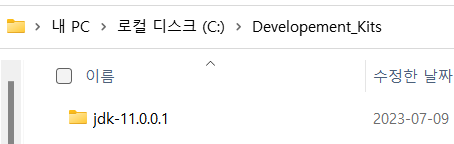 내 PC > 로컬 디스크 (C:) > Developement_Kits
이름 수정한 날짜
jdk-11.0.0.1 2023-07-09